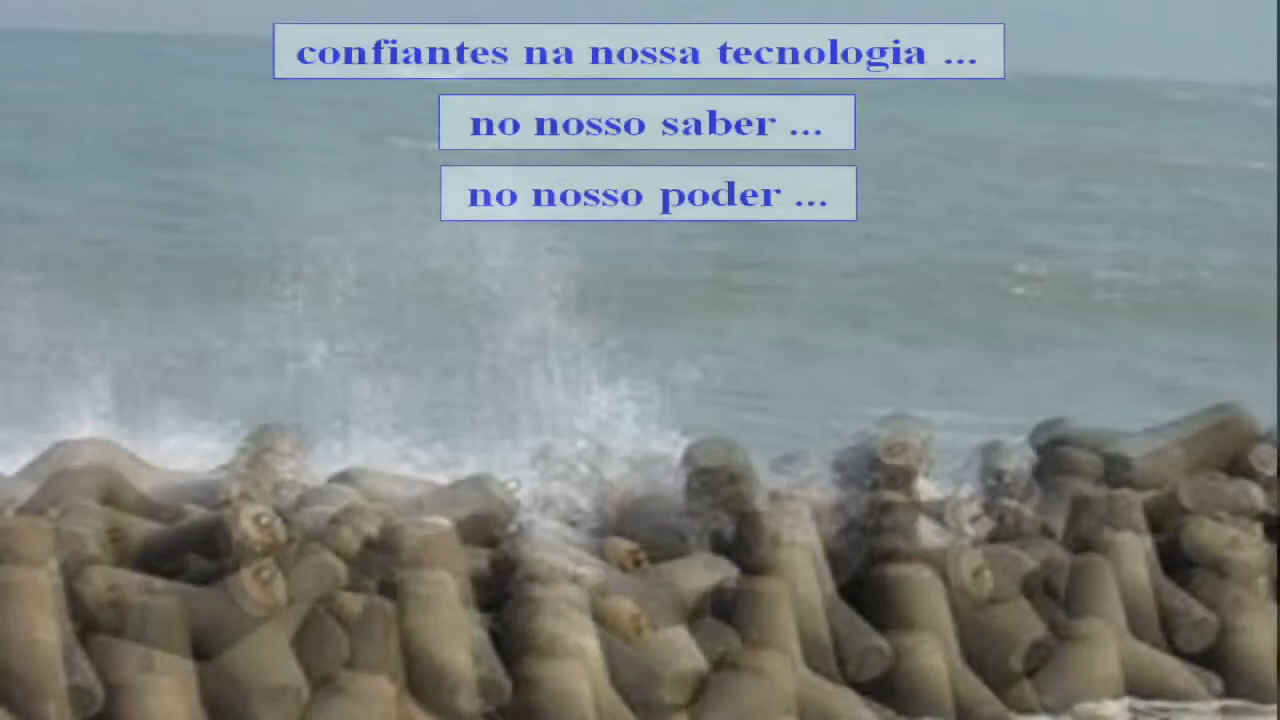 confiantes na nossa tecnologia ...
no nosso saber ...
no nosso poder ...